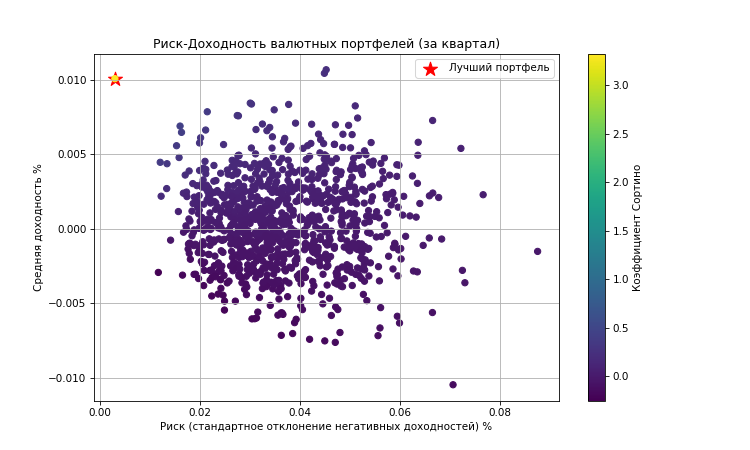 Риск-Доходность валютных портфелей (за квартал)
Лучший портфель
0.010
0.005
0.000
−0.005
−0.010
Средняя доходность %
0.00 0.02 0.04 0.06 0.08
Риск (стандартное отклонение негативных доходностей) %
3.0
2.5
2.0
1.5
1.0
0.5
0.0
Коэффициент Сортино